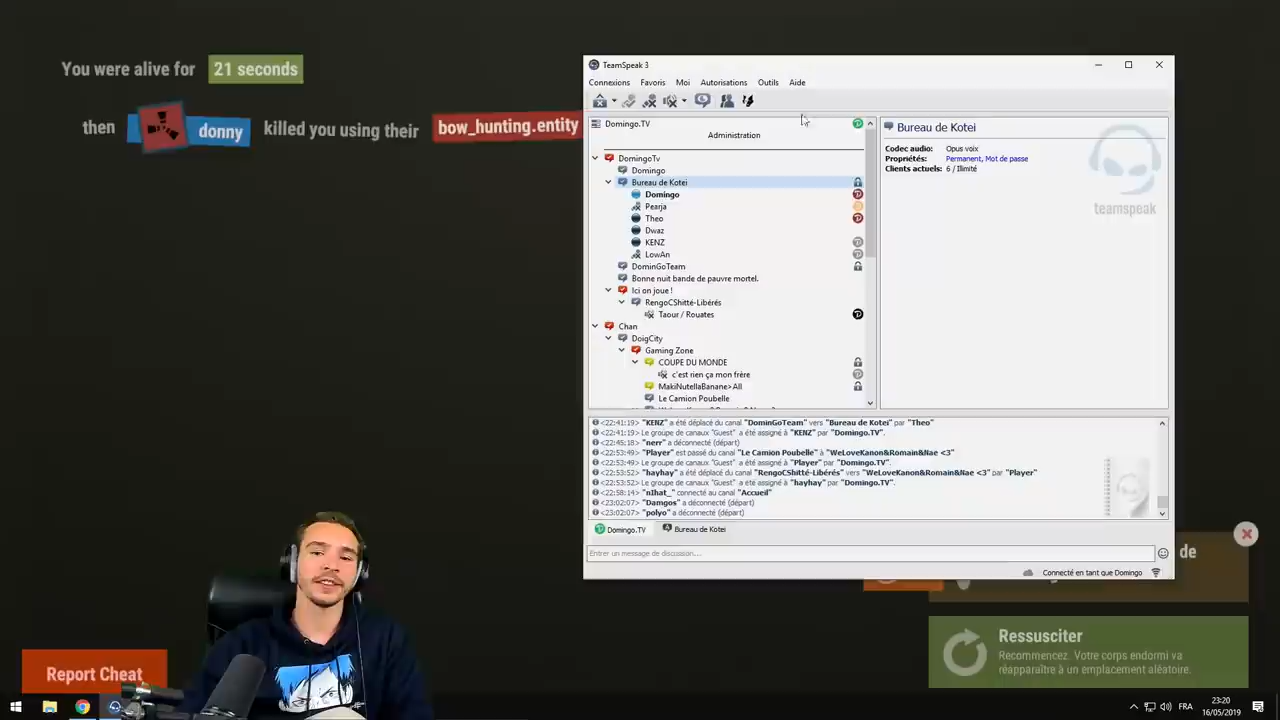 You were alive for 21 seconds
then donny killed you using their bow_hunting.entity
TeamSpeak 3
Connexions Favoris Moi Autorisations Outils Aide
Domingo.TV
Administration
DomingoTv
Domingo
Bureau de Kotei
Domingo
Pearja
Theo
Dwaz
KENZ
LowAn
DominGoTeam
Bonne nuit bande de pauvre mortel.
Ici on joue !
RengoCShitté-Libérés
Taour / Rouates
Chan
DoigCity
Gaming Zone
COUPE DU MONDE
c'est rien ça mon frère
MakiNutellaBanane>All
Le Camion Poubelle
Bureau de Kotei
Codec audio: Opus voix
Propriétés: Permanent, Mot de passe
Clients actuels: 6 / Illimité
teamspeak
<22:41:19> "KENZ" a été déplacé du canal "DominGoTeam" vers "Bureau de Kotei" par "Theo"
<22:41:19> Le groupe de canaux "Guest" a été assigné à "KENZ" par "Domingo.TV".
<22:45:18> "nerr" a déconnecté (départ)
<22:53:49> "Player" est passé du canal "Le Camion Poubelle" à "WeLoveKanon&Romain&Nae <3"
<22:53:49> Le groupe de canaux "Guest" a été assigné à "Player" par "Domingo.TV".
<22:53:52> "hayhay" a été déplacé du canal "RengoCShitté-Libérés" vers "WeLoveKanon&Romain&Nae <3" par "Player"
<22:53:52> Le groupe de canaux "Guest" a été assigné à "hayhay" par "Domingo.TV".
<22:58:14> "nIhat_" connecté au canal "Accueil"
<23:02:07> "Damgos" a déconnecté (départ)
<23:02:07> "polyo" a déconnecté (départ)
Domingo.TV Bureau de Kotei
Entrer un message de discussion...
Connecté en tant que Domingo
de
Ressusciter
Recommencez. Votre corps endormi va
réapparaître à un emplacement aléatoire.
Report Cheat
FRA
23:20
16/05/2019